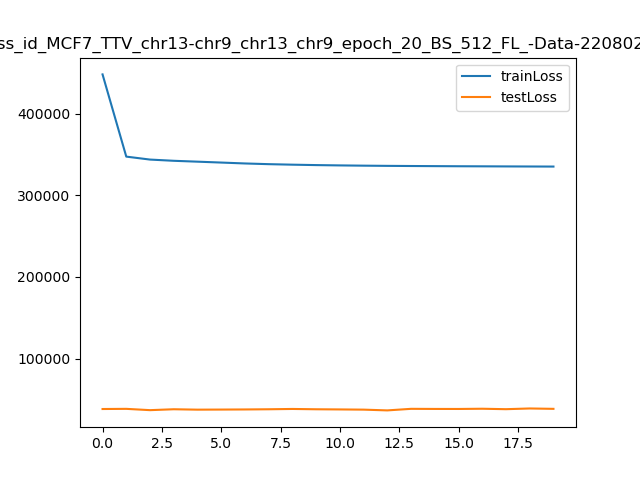 ss_id_MCF7_TTV_chr13-chr9_chr13_chr9_epoch_20_BS_512_FL_-Data-220802
trainLoss
testLoss
400000
300000
200000
100000
0.0 2.5 5.0 7.5 10.0 12.5 15.0 17.5